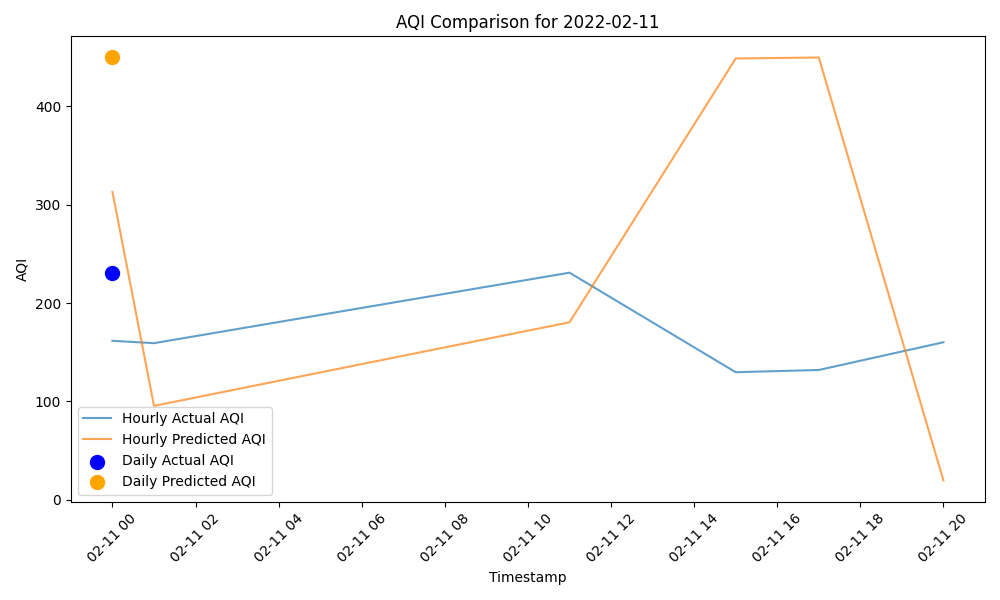 AQI Comparison for 2022-02-11
AQI
400
300
200
100
0
Hourly Actual AQI
Hourly Predicted AQI
Daily Actual AQI
Daily Predicted AQI
02-11 00
02-11 02
02-11 04
02-11 06
02-11 08
02-11 10
02-11 12
02-11 14
02-11 16
02-11 18
02-11 20
Timestamp